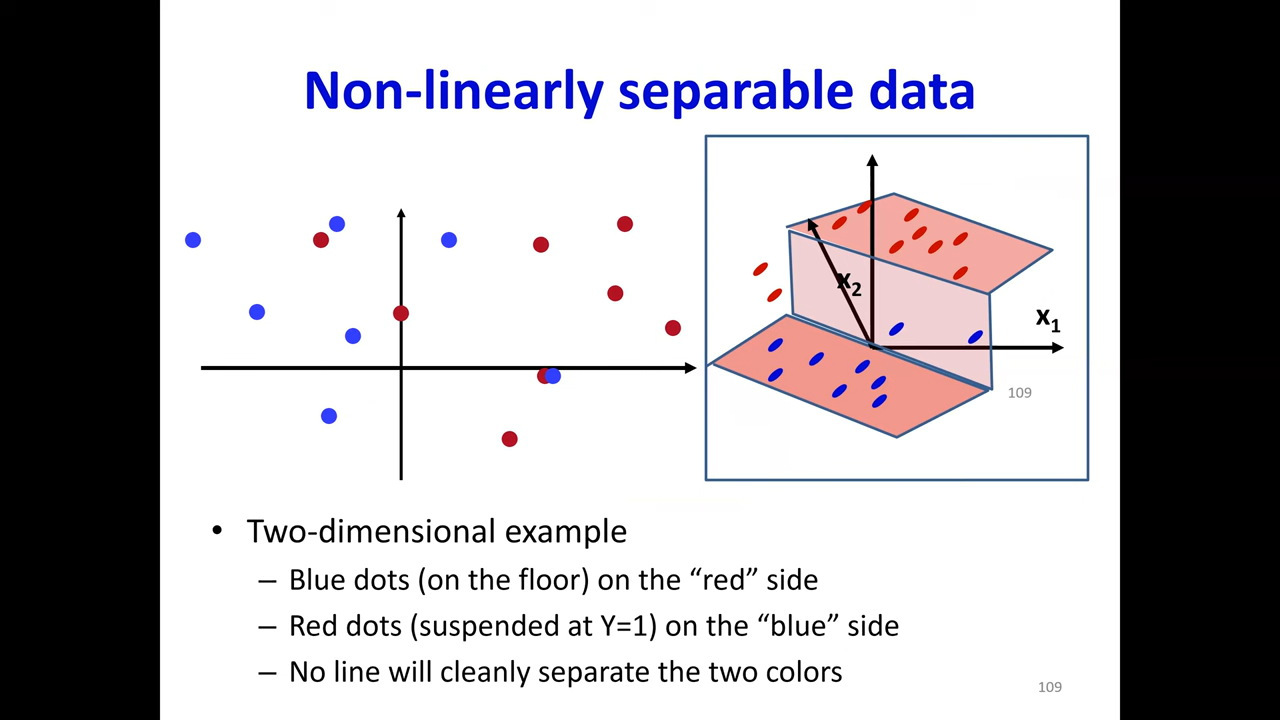 Non-linearly separable data
x2
x1
109
• Two-dimensional example
– Blue dots (on the floor) on the “red” side
– Red dots (suspended at Y=1) on the “blue” side
– No line will cleanly separate the two colors
109